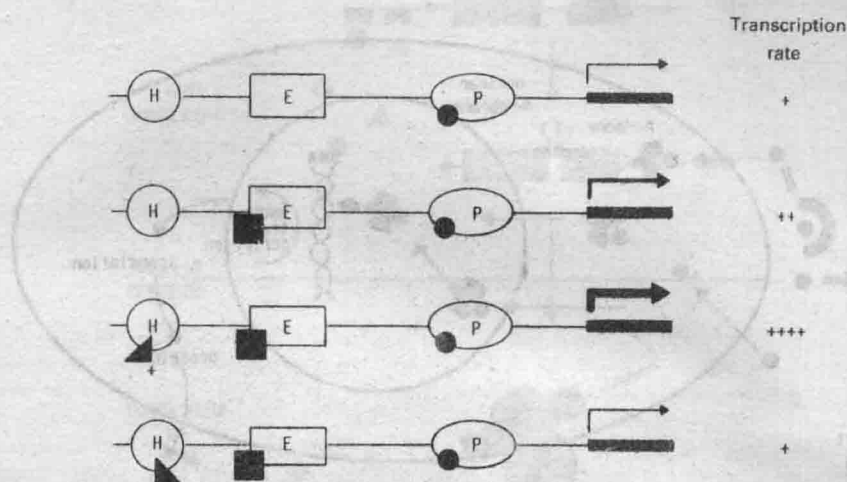 Transcription
rate
H E P +
H E P ++
H E P ++++
+
H E P +